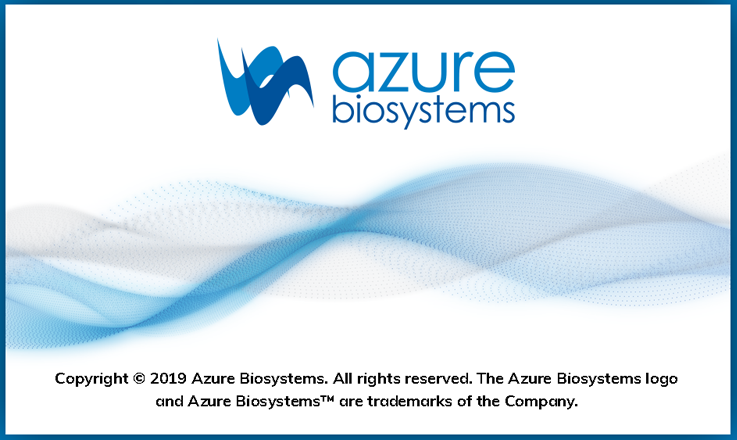 azure
biosystems
Copyright © 2019 Azure Biosystems. All rights reserved. The Azure Biosystems logo
and Azure Biosystems™ are trademarks of the Company.